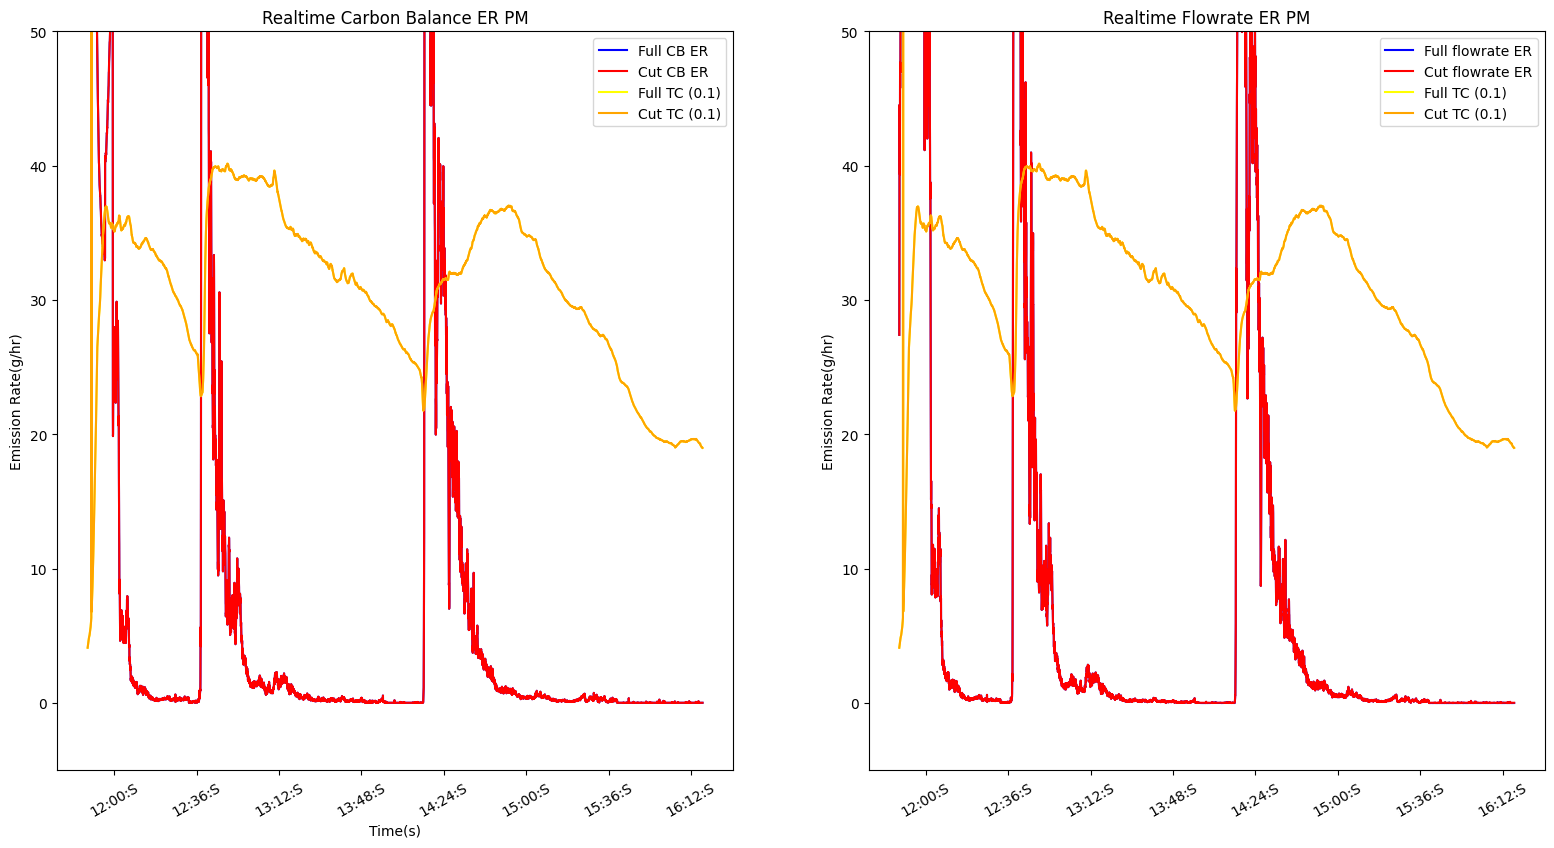 Realtime Carbon Balance ER PM
Emission Rate(g/hr)
50
40
30
20
10
0
Full CB ER
Cut CB ER
Full TC (0.1)
Cut TC (0.1)
12:00:S
12:36:S
13:12:S
13:48:S
14:24:S
15:00:S
15:36:S
16:12:S
Time(s)
Realtime Flowrate ER PM
Emission Rate(g/hr)
50
40
30
20
10
0
Full flowrate ER
Cut flowrate ER
Full TC (0.1)
Cut TC (0.1)
12:00:S
12:36:S
13:12:S
13:48:S
14:24:S
15:00:S
15:36:S
16:12:S